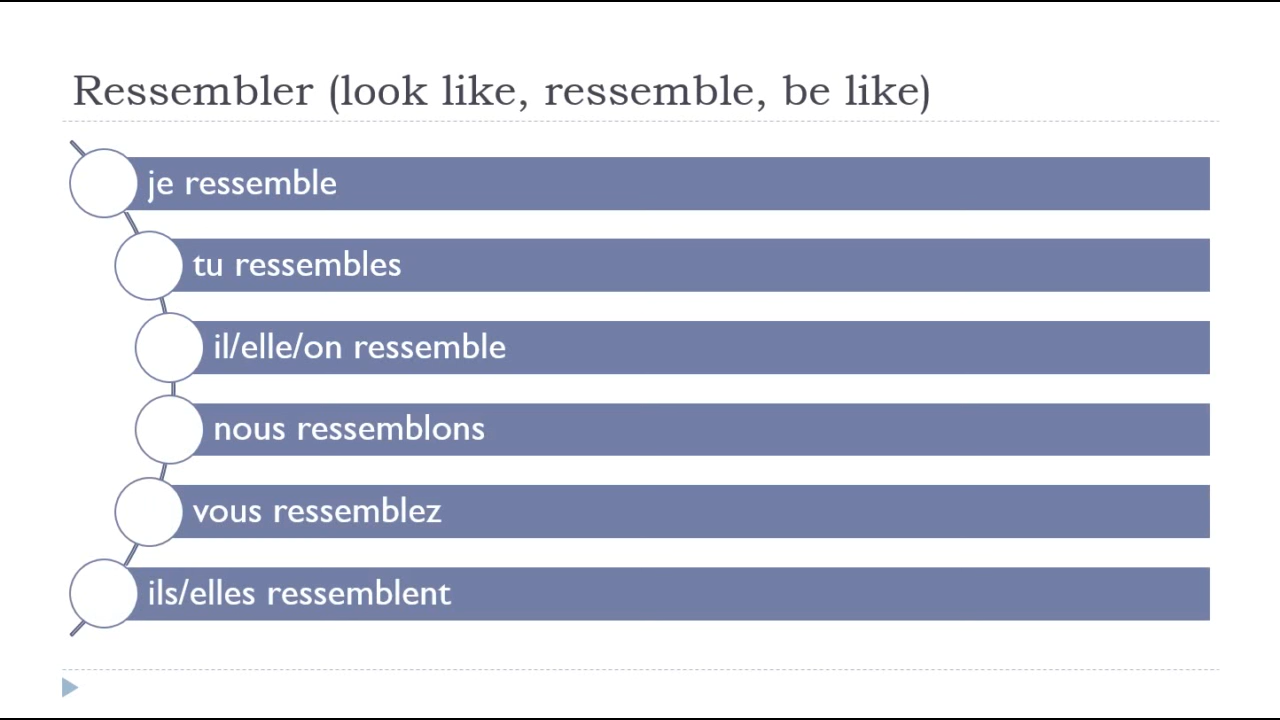 Ressembler (look like, ressemble, be like)
je ressemble
tu ressembles
il/elle/on ressemble
nous ressemblons
vous ressemblez
ils/elles ressemblent